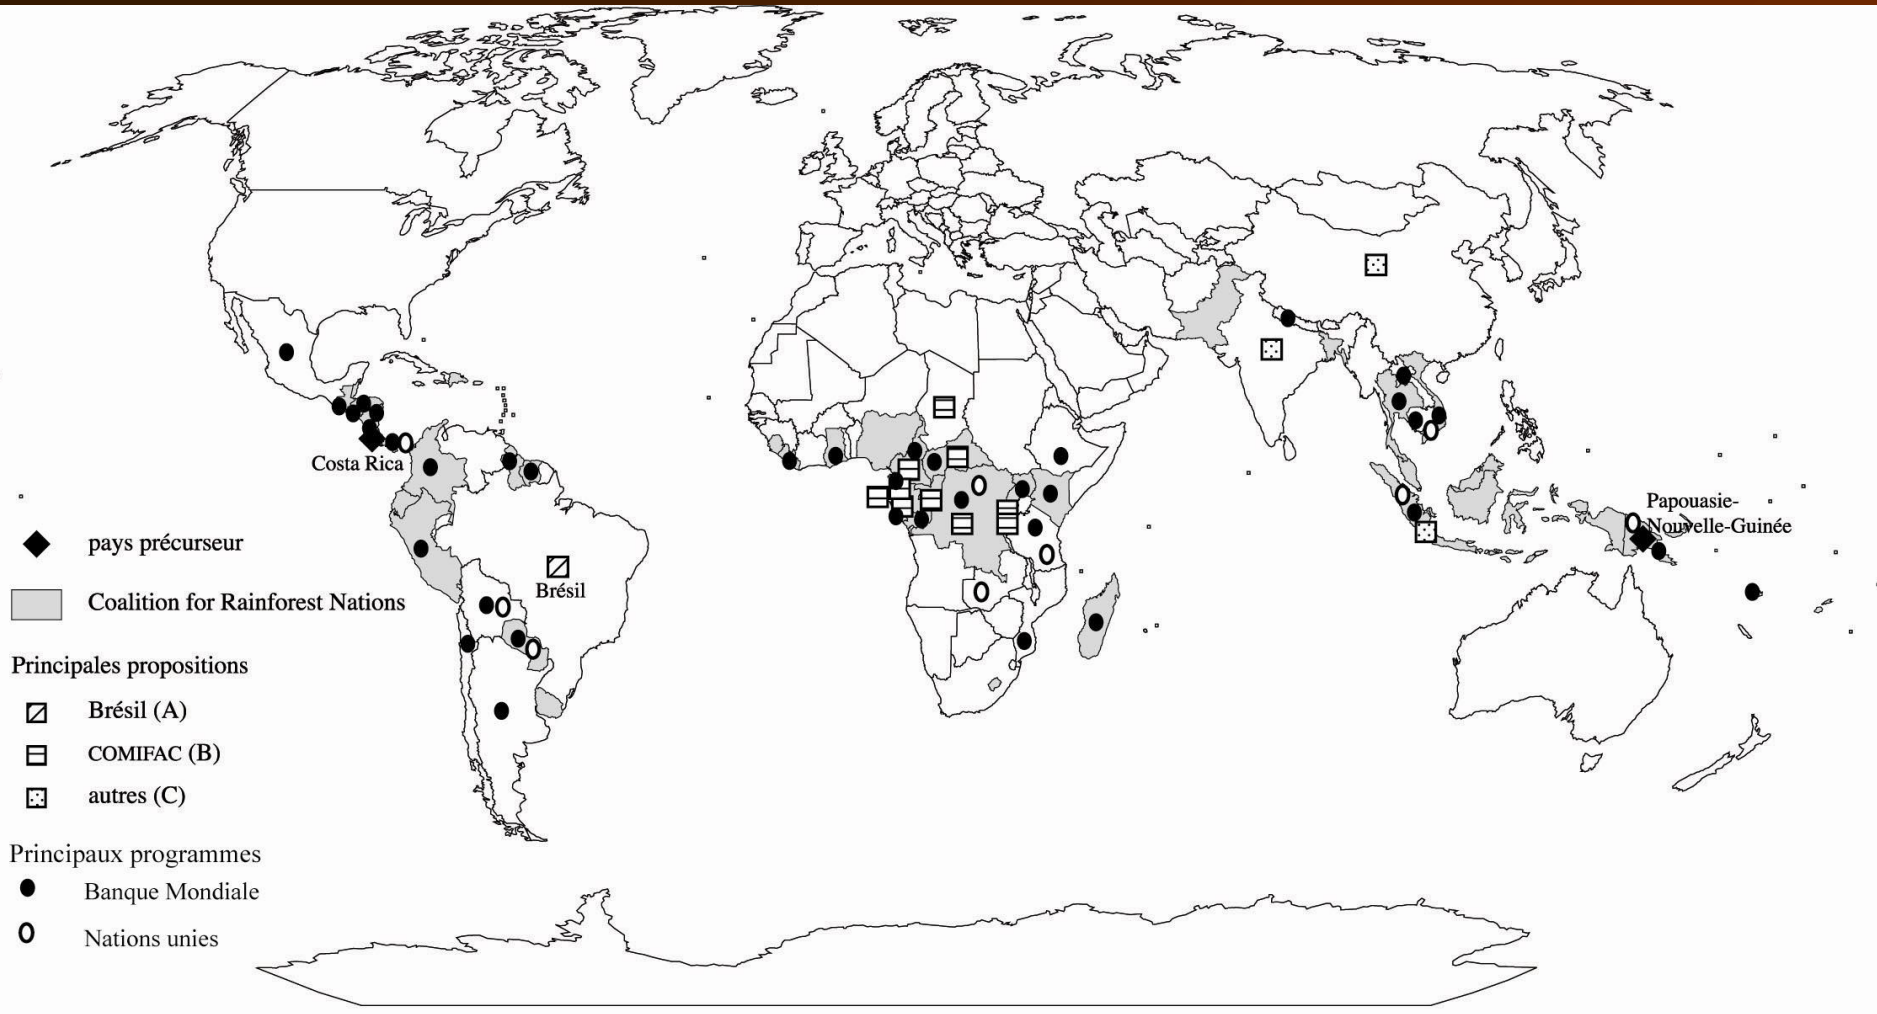 Costa Rica
Papouasie-
Nouvelle-Guinée
Brésil
pays précurseur
Coalition for Rainforest Nations
Principales propositions
Brésil (A)
COMIFAC (B)
autres (C)
Principaux programmes
Banque Mondiale
Nations unies